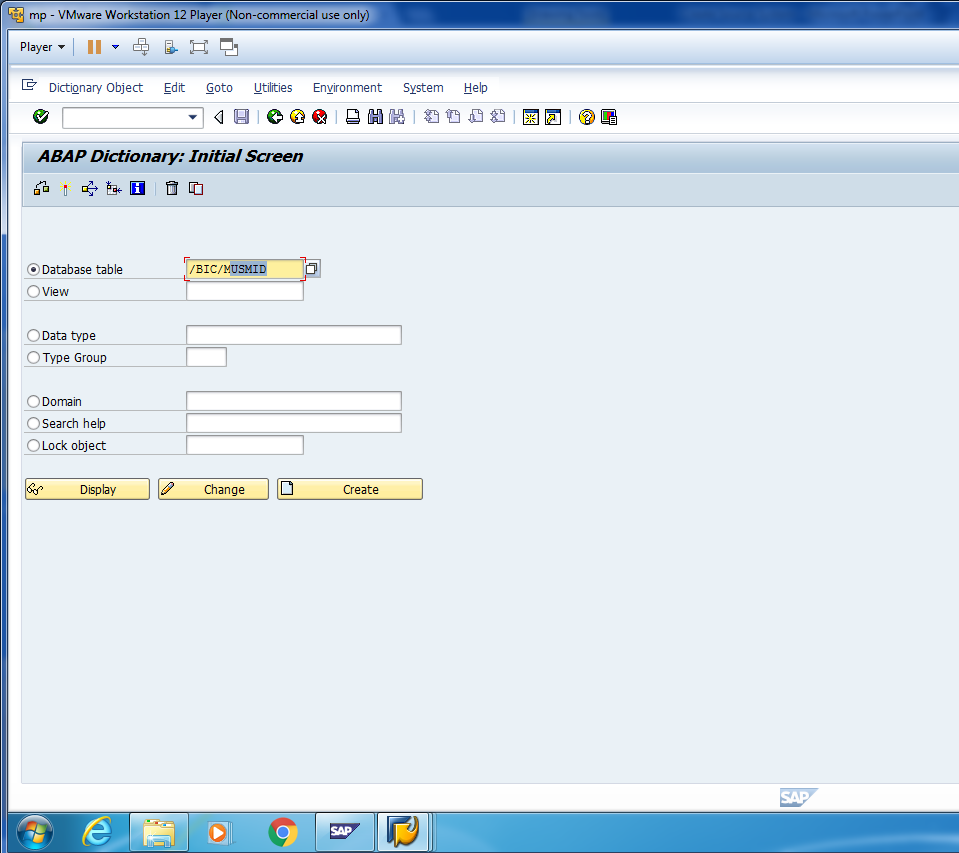 mp - VMware Workstation 12 Player (Non-commercial use only)
Player
Dictionary Object Edit Goto Utilities Environment System Help
ABAP Dictionary: Initial Screen
Database table /BIC/MUSMID
View
Data type
Type Group
Domain
Search help
Lock object
Display Change Create
SAP
SAP